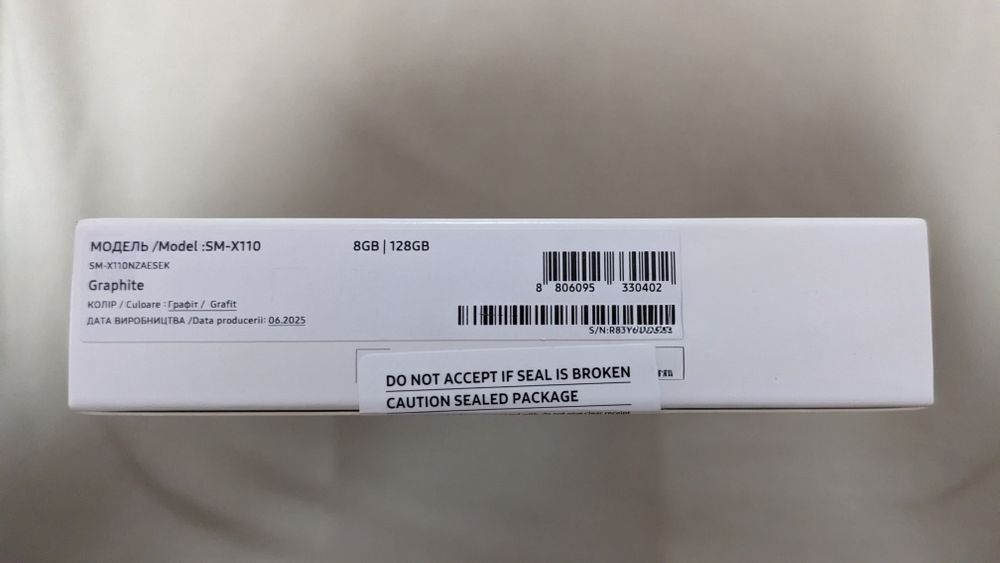 МОДЕЛЬ /Model :SM-X110 8GB | 128GB
SM-X110NZAESEK
Graphite
КОЛІР / Culoare : Графіт / Grafit
ДАТА ВИРОБНИЦТВА /Data producerii: 06.2025
8 806095 330402
S/N:
DO NOT ACCEPT IF SEAL IS BROKEN
CAUTION SEALED PACKAGE